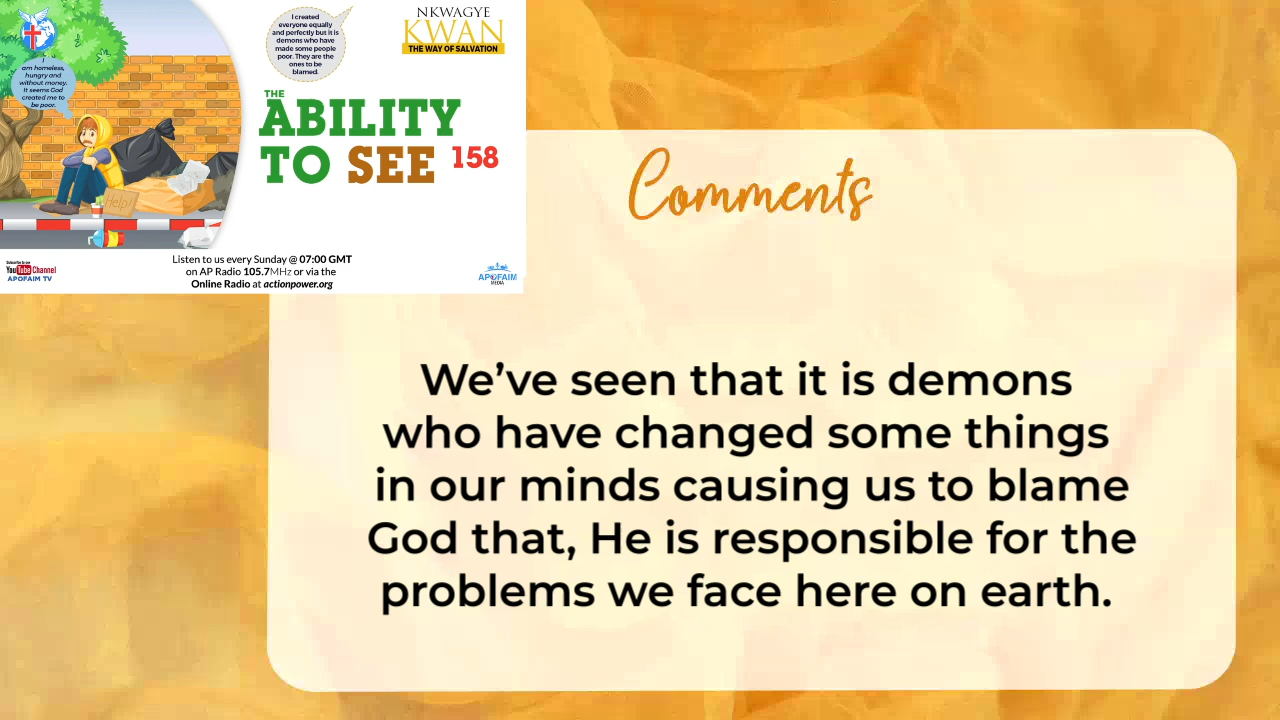 I created
everyone equally
and perfectly but it is
demons who have
made some people
poor. They are the
ones to be
blamed.
NKWAGYE
KWAN
THE WAY OF SALVATION
I
am homeless,
hungry and
without money.
It seems God
created me to
be poor.
THE
ABILITY
TO SEE 158
Help!
Listen to us every Sunday @ 07:00 GMT
on AP Radio 105.7MHz or via the
Online Radio at actionpower.org
Subscribe to our
YouTube Channel
APOFAIM TV
APOFAIM
MEDIA
Comments
We’ve seen that it is demons
who have changed some things
in our minds causing us to blame
God that, He is responsible for the
problems we face here on earth.